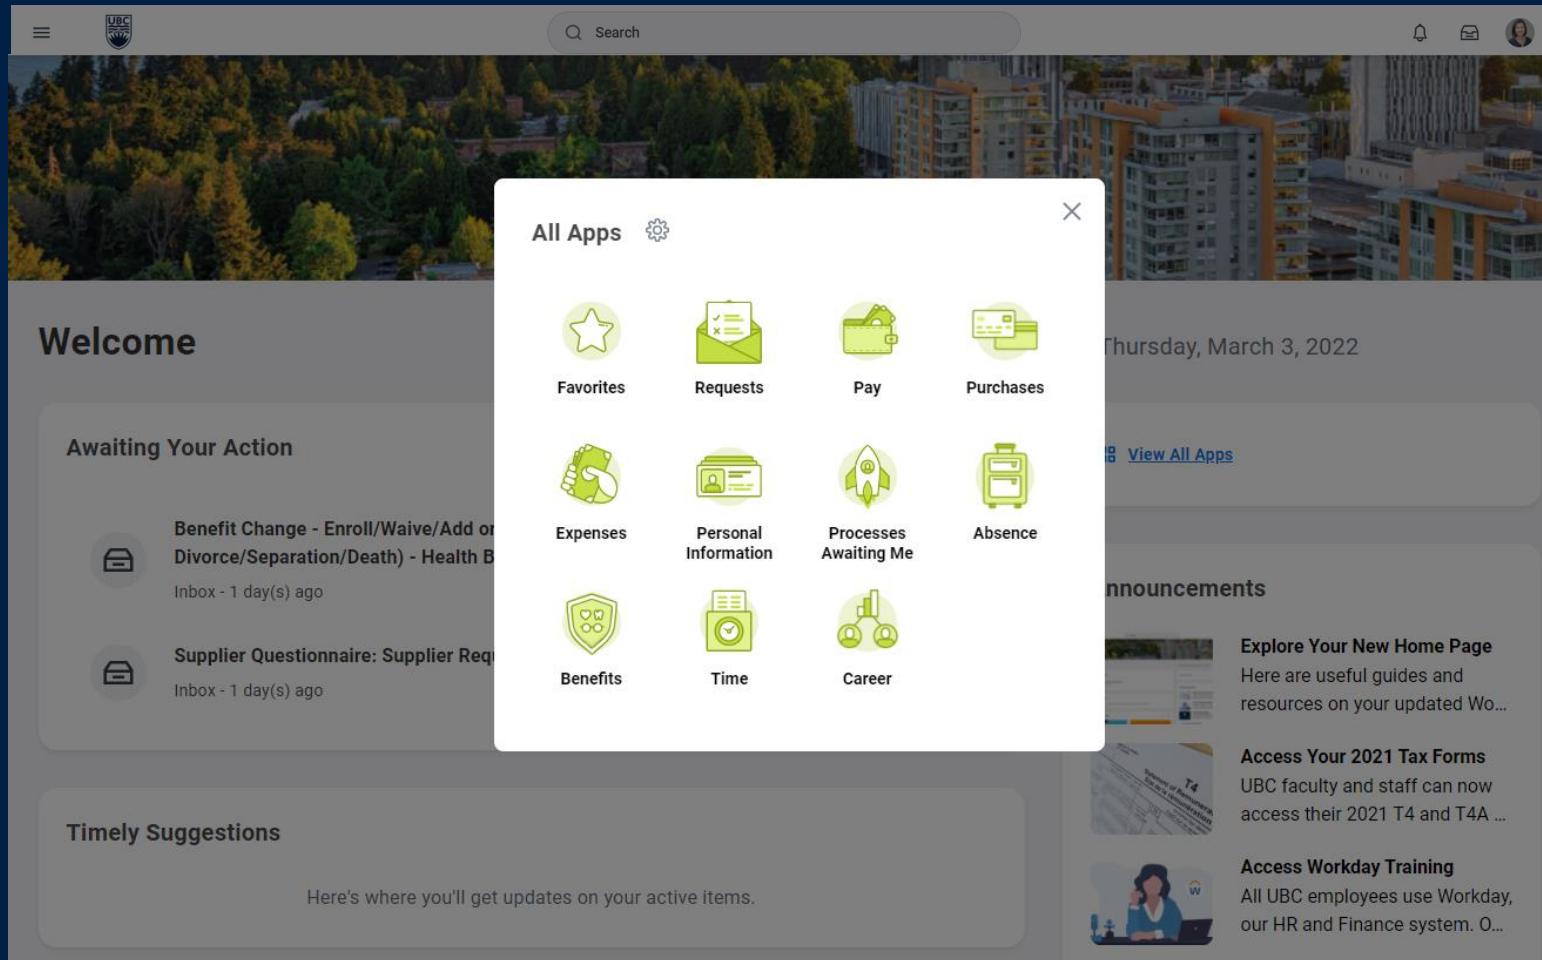 UBC
Search
All Apps
Favorites
Requests
Pay
Purchases
Expenses
Personal
Information
Processes
Awaiting Me
Absence
Benefits
Time
Career
Welcome
Thursday, March 3, 2022
Awaiting Your Action
Benefit Change - Enroll/Waive/Add or
Divorce/Separation/Death) - Health B
Inbox - 1 day(s) ago
Supplier Questionnaire: Supplier Requ
Inbox - 1 day(s) ago
Timely Suggestions
Here's where you'll get updates on your active items.
View All Apps
nnouncements
Explore Your New Home Page
Here are useful guides and
resources on your updated Wo...
T4
Access Your 2021 Tax Forms
UBC faculty and staff can now
access their 2021 T4 and T4A ...
Access Workday Training
All UBC employees use Workday,
our HR and Finance system. O...